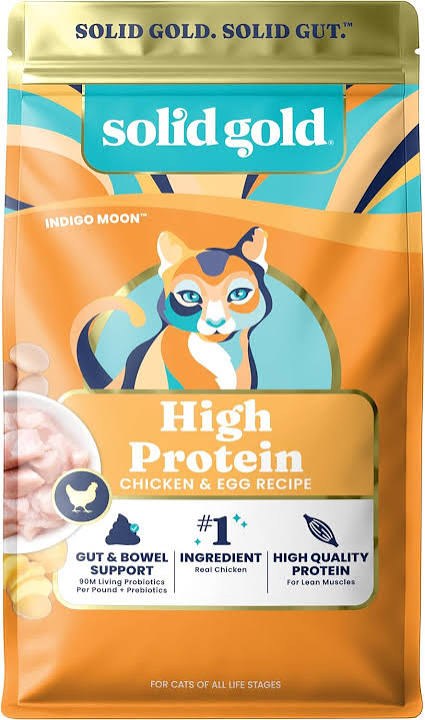 SOLID GOLD. SOLID GUT.™
solid gold®
INDIGO MOON™
High
Protein
CHICKEN & EGG RECIPE
GUT & BOWEL
SUPPORT
90M Living Probiotics
Per Pound + Prebiotics
#1
INGREDIENT
Real Chicken
HIGH QUALITY
PROTEIN
For Lean Muscles
FOR CATS OF ALL LIFE STAGES